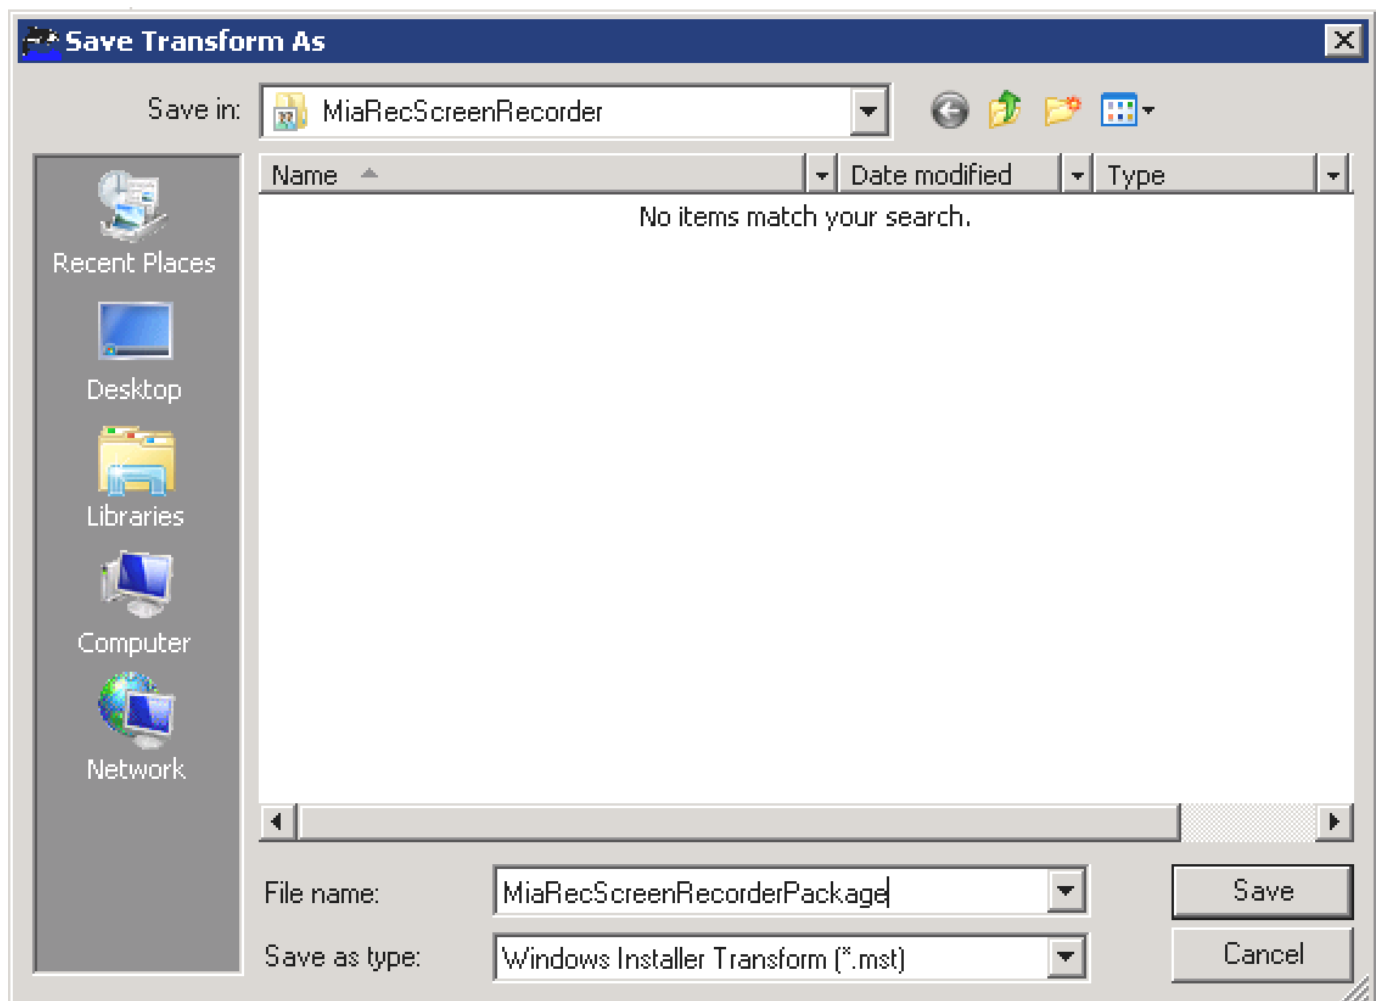 Save Transform As
Save in:
MiaRecScreenRecorder
Name
Date modified
Type
No items match your search.
Recent Places
Desktop
Libraries
Computer
Network
File name:
MiaRecScreenRecorderPackage
Save
Save as type:
Windows Installer Transform (*.mst)
Cancel